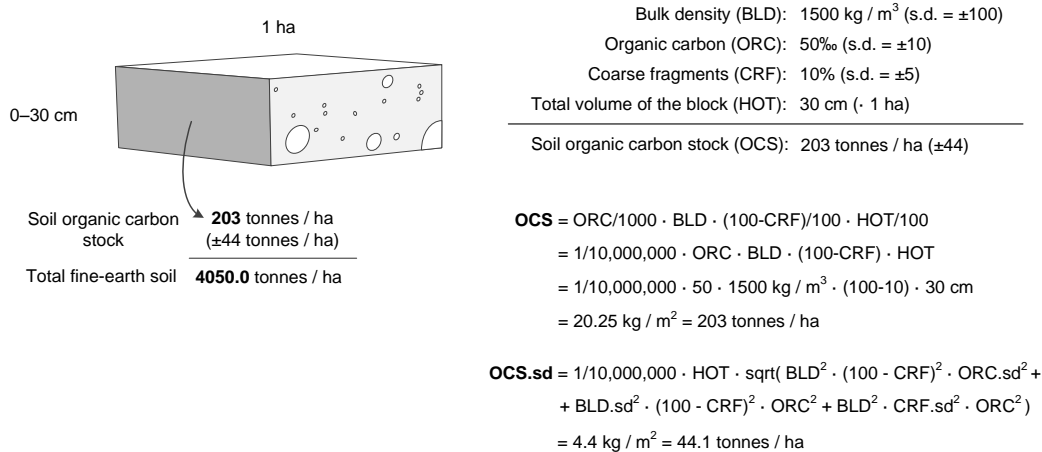 1 ha
0–30 cm
Soil organic carbon stock
203 tonnes / ha
(±44 tonnes / ha)
Total fine-earth soil 4050.0 tonnes / ha
Bulk density (BLD): 1500 kg / m³ (s.d. = ±100)
Organic carbon (ORC): 50‰ (s.d. = ±10)
Coarse fragments (CRF): 10% (s.d. = ±5)
Total volume of the block (HOT): 30 cm (· 1 ha)
Soil organic carbon stock (OCS): 203 tonnes / ha (±44)
OCS = ORC/1000 · BLD · (100-CRF)/100 · HOT/100
= 1/10,000,000 · ORC · BLD · (100-CRF) · HOT
= 1/10,000,000 · 50 · 1500 kg / m³ · (100-10) · 30 cm
= 20.25 kg / m² = 203 tonnes / ha
OCS.sd = 1/10,000,000 · HOT · sqrt( BLD² · (100 - CRF)² · ORC.sd² +
+ BLD.sd² · (100 - CRF)² · ORC² + BLD² · CRF.sd² · ORC² )
= 4.4 kg / m² = 44.1 tonnes / ha